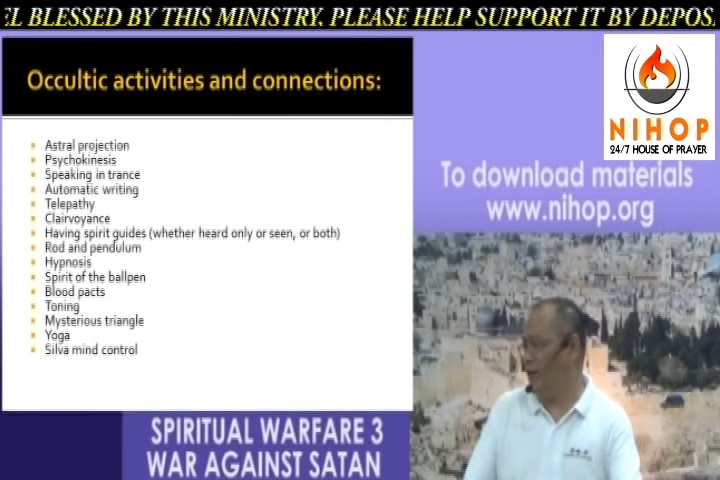 EL BLESSED BY THIS MINISTRY, PLEASE HELP SUPPORT IT BY DEPOS
Occultic activities and connections:
Astral projection
Psychokinesis
Speaking in trance
Automatic writing
Telepathy
Clairvoyance
Having spirit guides (whether heard only or seen, or both)
Rod and pendulum
Hypnosis
Spirit of the ballpen
Blood pacts
Toning
Mysterious triangle
Yoga
Silva mind control
NIHOP
24/7 HOUSE OF PRAYER
To download materials
www.nihop.org
SPIRITUAL WARFARE 3
WAR AGAINST SATAN